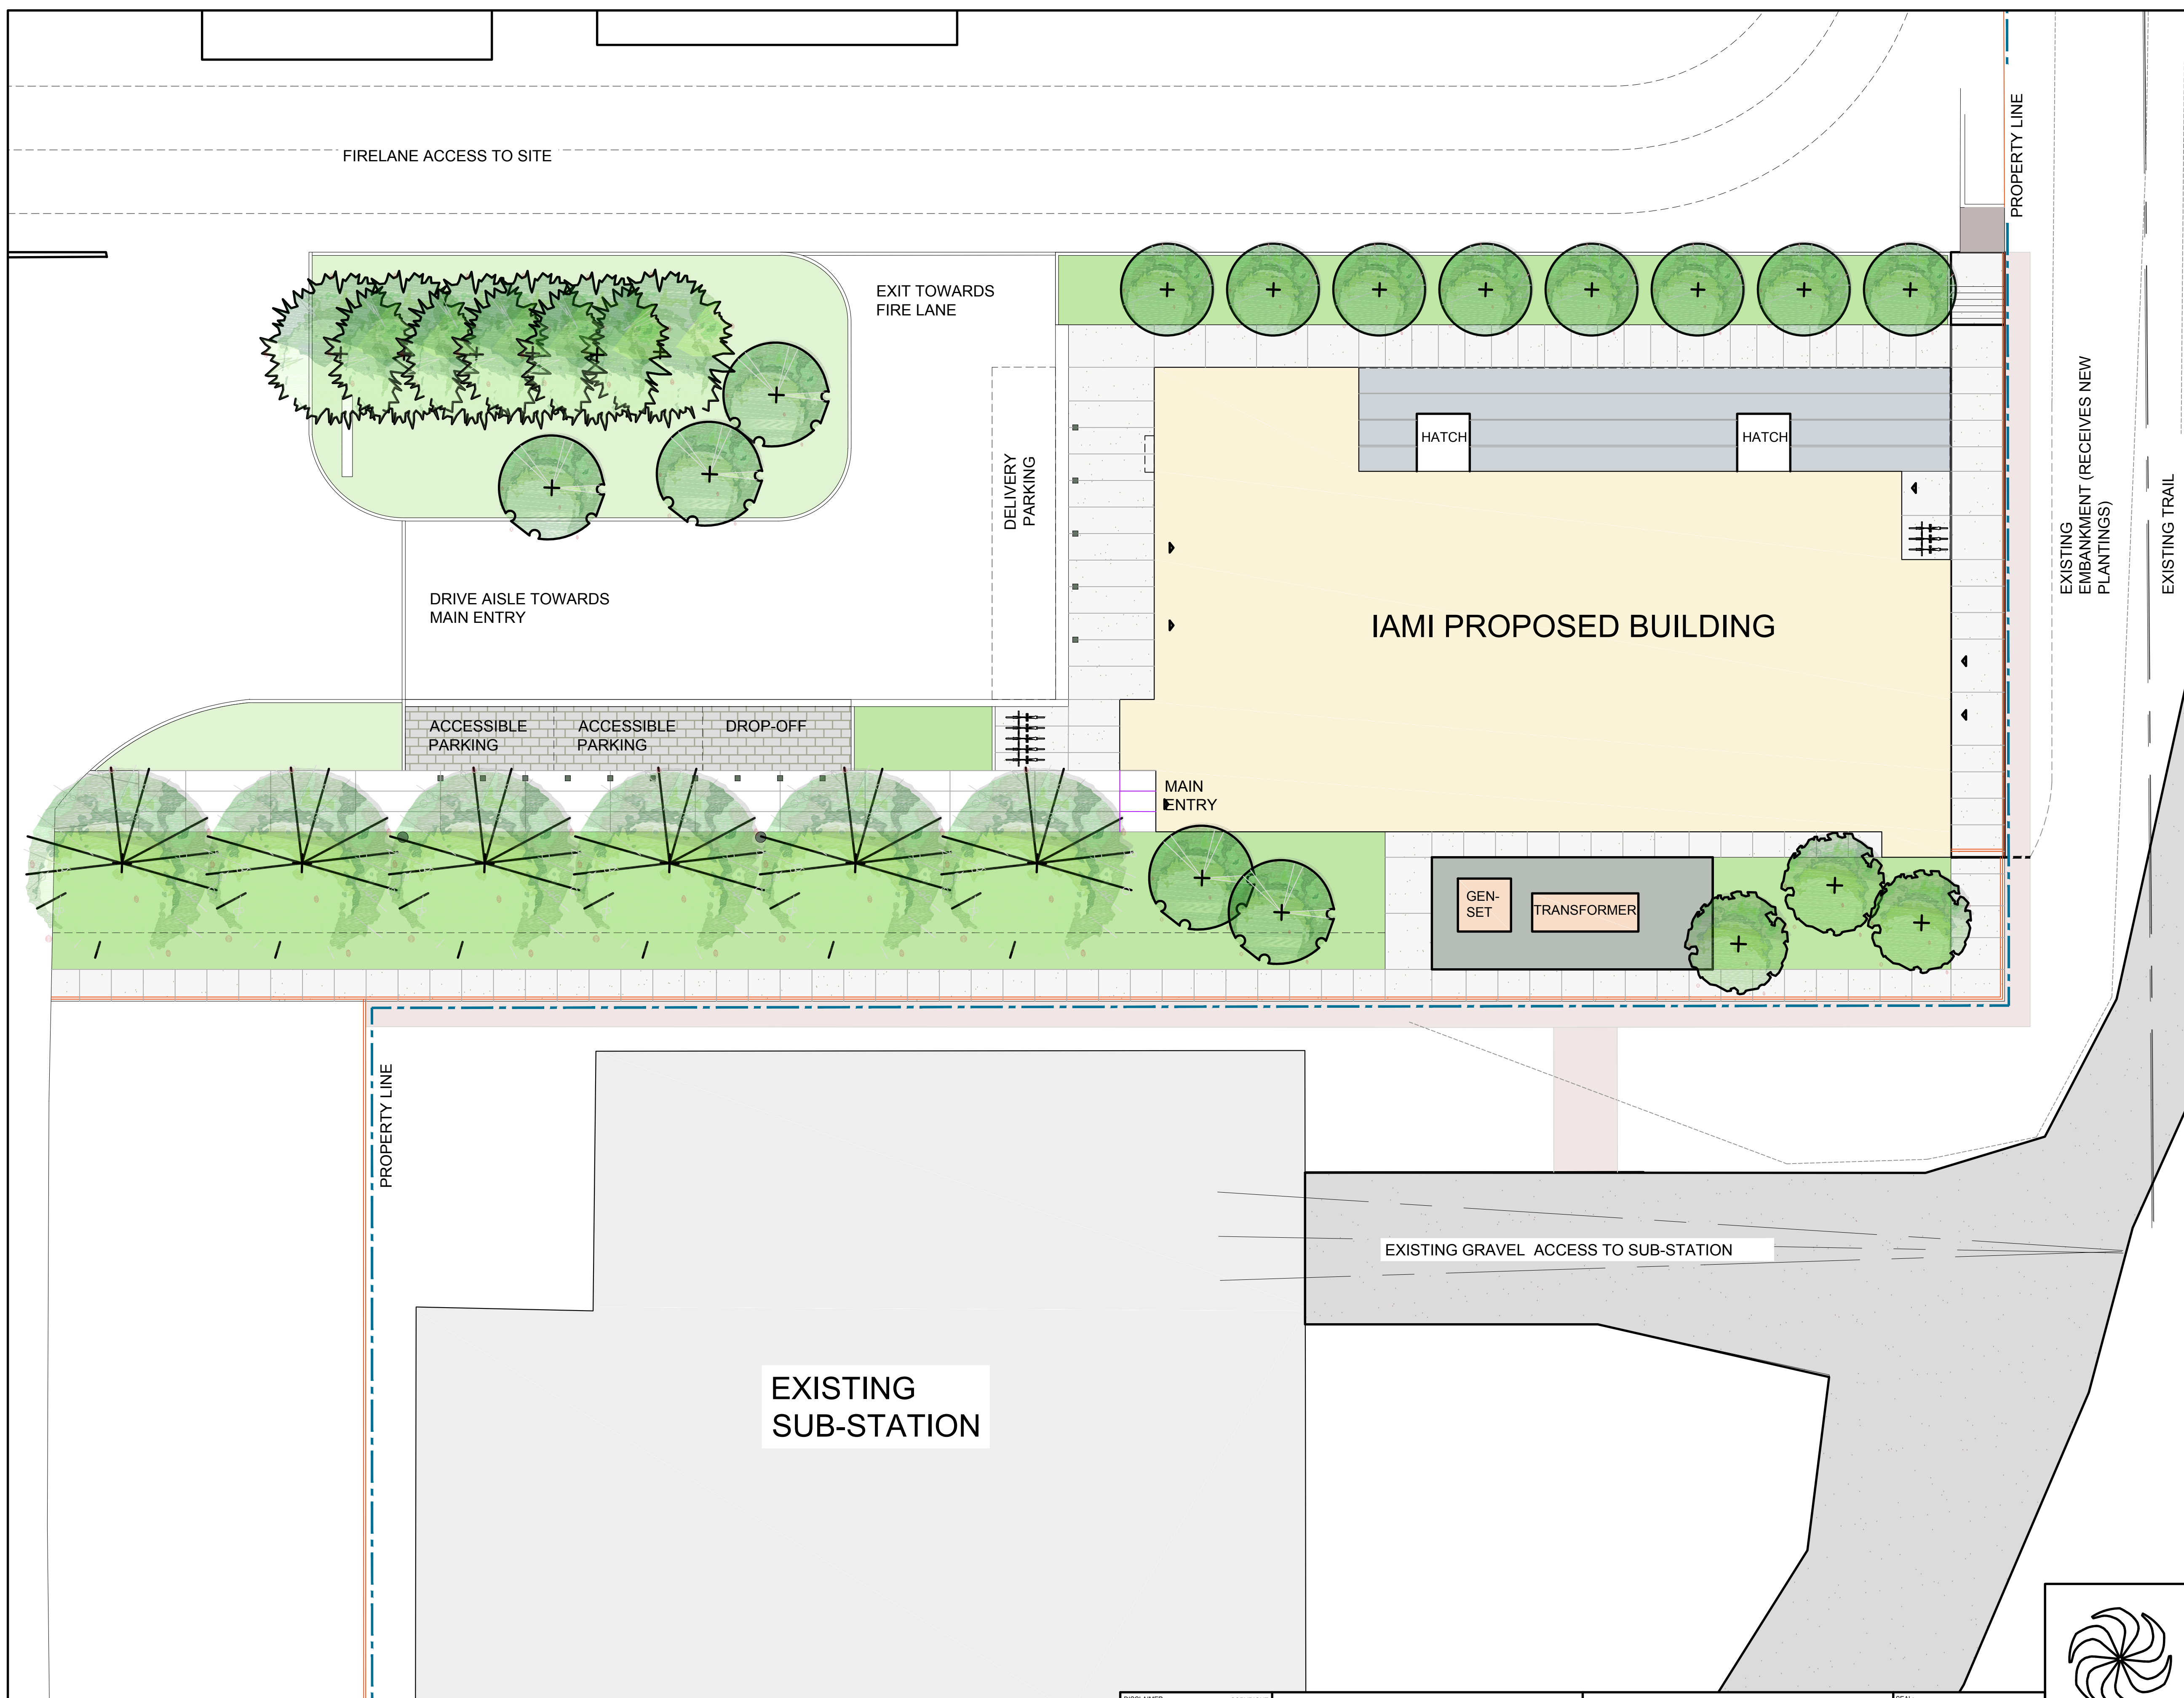 FIRELANE ACCESS TO SITE
PROPERTY LINE
EXIT TOWARDS
FIRE LANE
HATCH
HATCH
DELIVERY
PARKING
EXISTING
EMBANKMENT (RECEIVES NEW
PLANTINGS)
EXISTING TRAIL
DRIVE AISLE TOWARDS
MAIN ENTRY
IAMI PROPOSED BUILDING
ACCESSIBLE
PARKING
ACCESSIBLE
PARKING
DROP-OFF
MAIN
ENTRY
GEN-
SET
TRANSFORMER
PROPERTY LINE
EXISTING GRAVEL ACCESS TO SUB-STATION
EXISTING
SUB-STATION